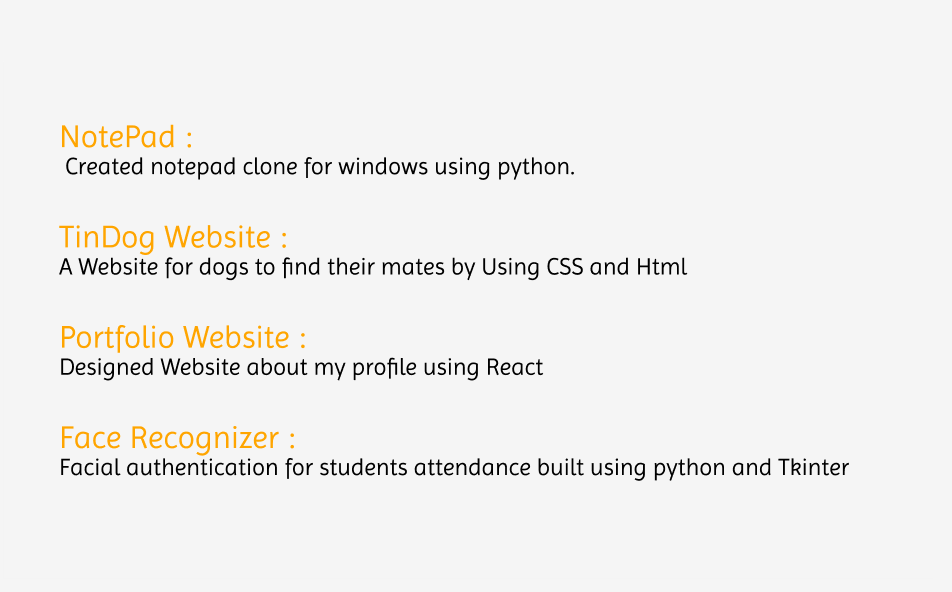 NotePad :
Created notepad clone for windows using python.
TinDog Website :
A Website for dogs to find their mates by Using CSS and Html
Portfolio Website :
Designed Website about my profile using React
Face Recognizer :
Facial authentication for students attendance built using python and Tkinter